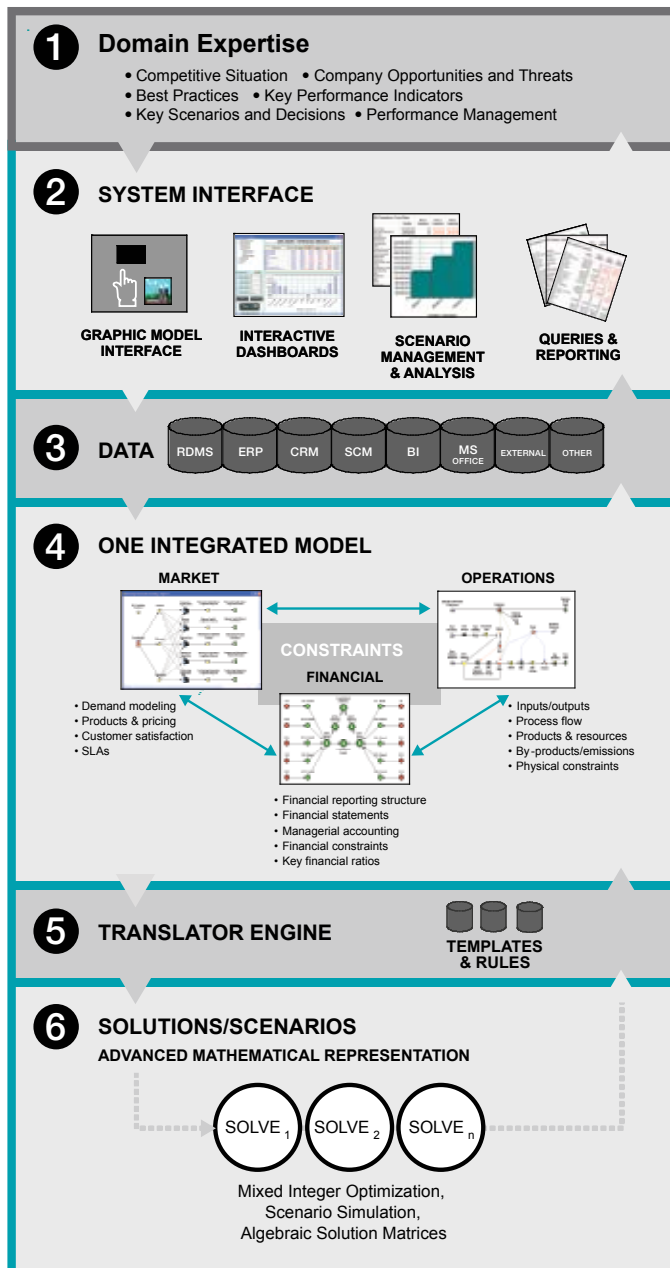 1 Domain Expertise
• Competitive Situation • Company Opportunities and Threats
• Best Practices • Key Performance Indicators
• Key Scenarios and Decisions • Performance Management
2 SYSTEM INTERFACE
GRAPHIC MODEL
INTERFACE
INTERACTIVE
DASHBOARDS
SCENARIO
MANAGEMENT
& ANALYSIS
QUERIES &
REPORTING
3 DATA
RDMS
ERP
CRM
SCM
BI
MS
OFFICE
EXTERNAL
OTHER
4 ONE INTEGRATED MODEL
MARKET
OPERATIONS
CONSTRAINTS
FINANCIAL
• Demand modeling
• Products & pricing
• Customer satisfaction
• SLAs
• Inputs/outputs
• Process flow
• Products & resources
• By-products/emissions
• Physical constraints
• Financial reporting structure
• Financial statements
• Managerial accounting
• Financial constraints
• Key financial ratios
5 TRANSLATOR ENGINE
TEMPLATES
& RULES
6 SOLUTIONS/SCENARIOS
ADVANCED MATHEMATICAL REPRESENTATION
SOLVE 1
SOLVE 2
SOLVE n
Mixed Integer Optimization,
Scenario Simulation,
Algebraic Solution Matrices